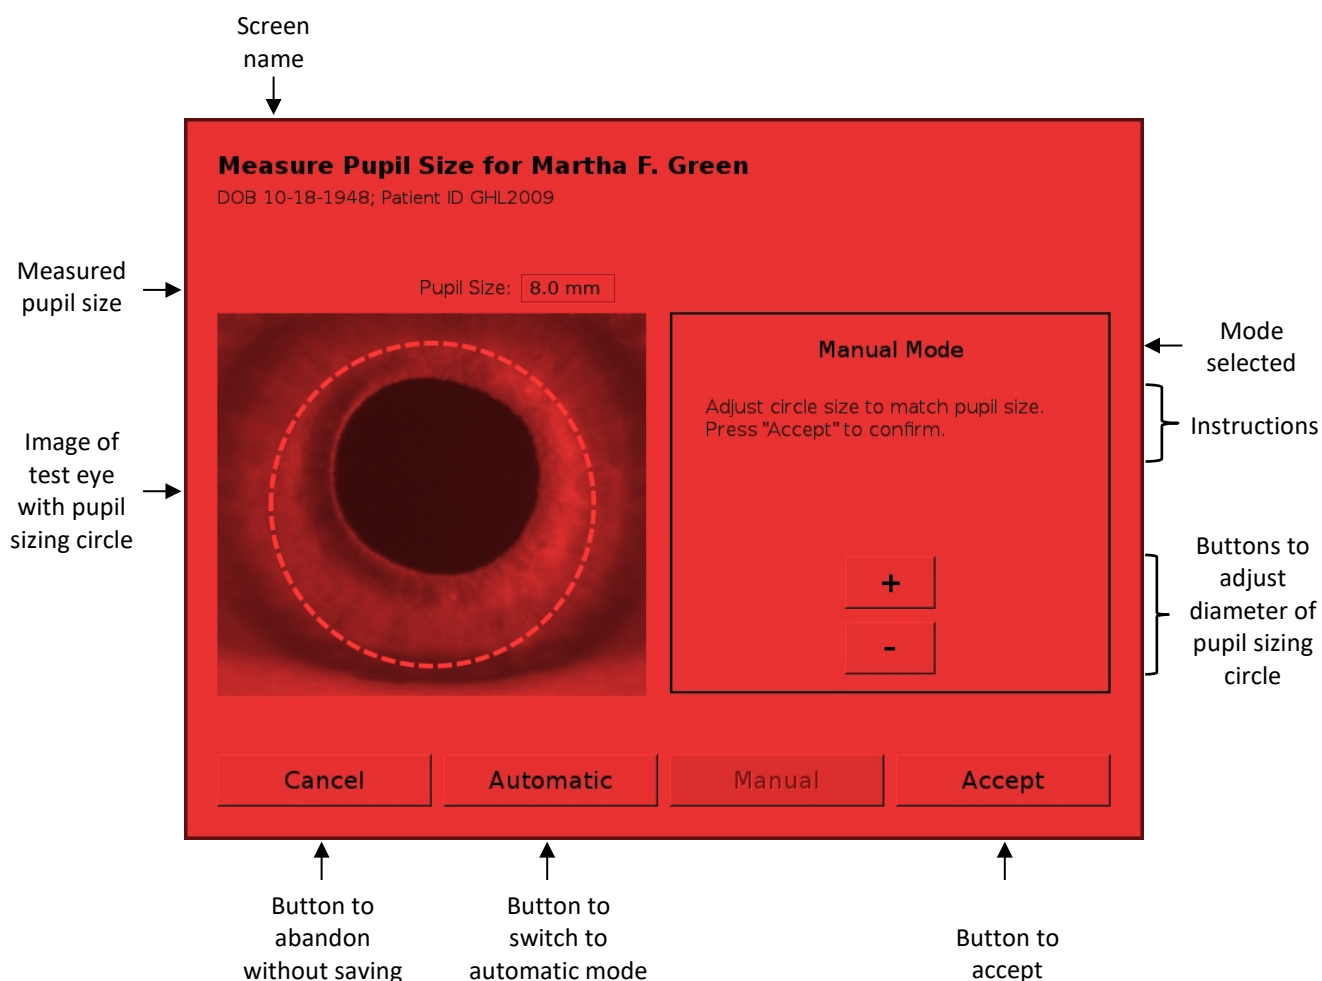 Screen
name
Measure Pupil Size for Martha F. Green
DOB 10-18-1948; Patient ID GHL2009
Measured
pupil size
Pupil Size: 8.0 mm
Manual Mode
Mode
selected
Adjust circle size to match pupil size.
Press "Accept" to confirm.
Instructions
Image of
test eye
with pupil
sizing circle
+
-
Buttons to
adjust
diameter of
pupil sizing
circle
Cancel
Automatic
Manual
Accept
Button to
abandon
without saving
Button to
switch to
automatic mode
Button to
accept